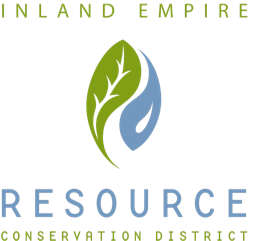 INLAND EMPIRE
RESOURCE
CONSERVATION DISTRICT